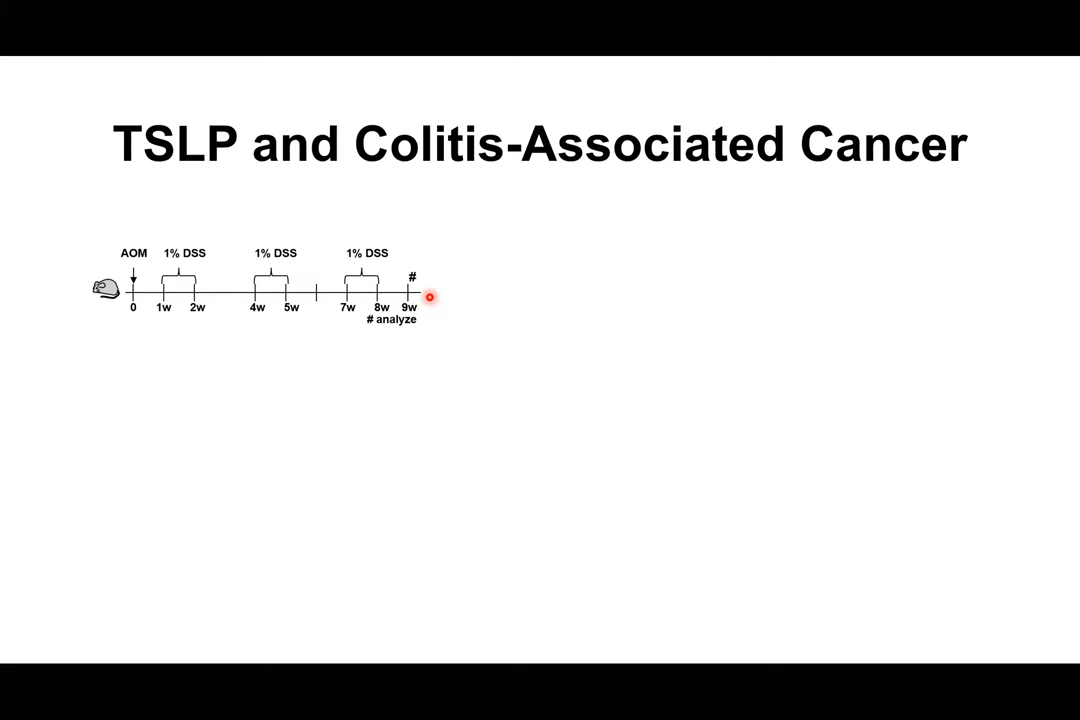 TSLP and Colitis-Associated Cancer
AOM 1% DSS 1% DSS 1% DSS
#
0 1w 2w 4w 5w 7w 8w 9w
# analyze